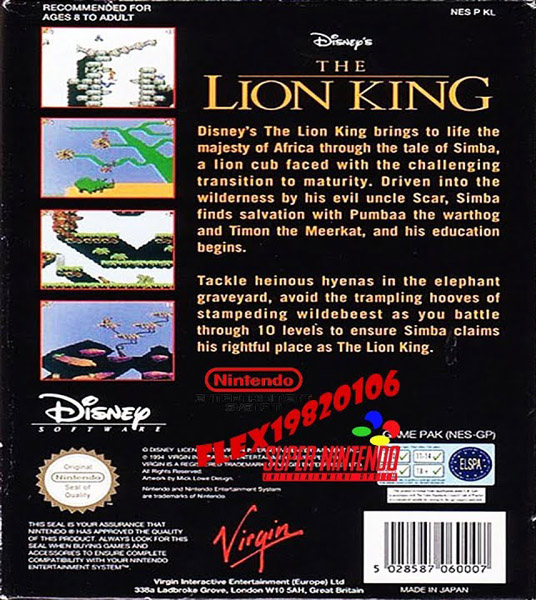 RECOMMENDED FOR
AGES 8 TO ADULT
NES P KL
Disney's
THE
LION KING
Disney's The Lion King brings to life the
majesty of Africa through the tale of Simba,
a lion cub faced with the challenging
transition to maturity. Driven into the
wilderness by his evil uncle Scar, Simba
finds salvation with Pumbaa the warthog
and Timon the Meerkat, and his education
begins.
Tackle heinous hyenas in the elephant
graveyard, avoid the trampling hooves of
stampeding wildebeest as you battle
through 10 levels to ensure Simba claims
his rightful place as The Lion King.
Nintendo
ENTERTAINMENT
SYSTEM
FLEX19820106
SUPER NINTENDO
ENTERTAINMENT SYSTEM
Disney
SOFTWARE
GAME PAK (NES-GP)
© DISNEY
© 1994 VIRGIN
VIRGIN IS A TRADEMARK
All Rights Reserved.
Artwork by Mick Lowe Design.
Nintendo and Nintendo Entertainment System
are trademarks of Nintendo.
11-14
18+
ELSPA
Original
Nintendo
Seal of
Quality
THIS SEAL IS YOUR ASSURANCE THAT
NINTENDO ® HAS APPROVED THE QUALITY
OF THIS PRODUCT. ALWAYS LOOK FOR THIS
SEAL WHEN BUYING GAMES AND
ACCESSORIES TO ENSURE COMPLETE
COMPATIBILITY WITH YOUR NINTENDO
ENTERTAINMENT SYSTEM™.
Virgin
Virgin Interactive Entertainment (Europe) Ltd
338a Ladbroke Grove, London W10 5AH, Great Britain
5 028587 060007
MADE IN JAPAN